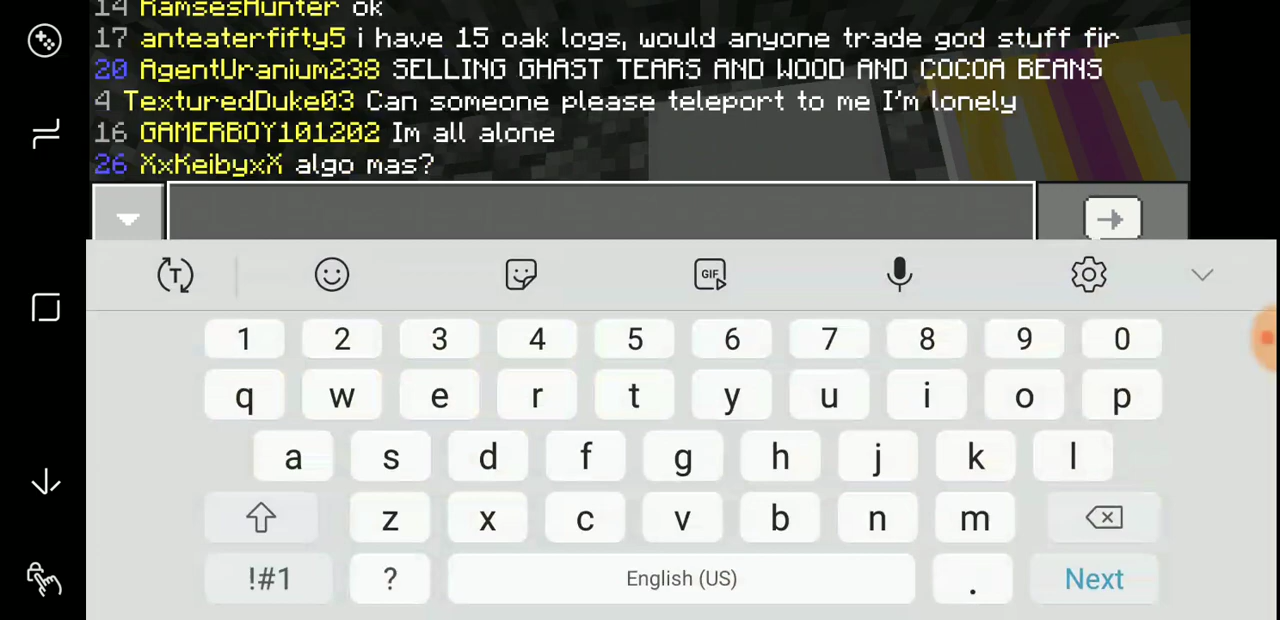 14 RamsesHunter ok
17 anteaterfifty5 i have 15 oak logs, would anyone trade god stuff fir
20 AgentUranium238 SELLING GHAST TEARS AND WOOD AND COCOA BEANS
4 TexturedDuke03 Can someone please teleport to me I'm lonely
16 GAMERBOY101202 Im all alone
26 XxKeibyxX algo mas?
T GIF
1 2 3 4 5 6 7 8 9 0
q w e r t y u i o p
a s d f g h j k l
z x c v b n m
!#1 ? English (US) . Next